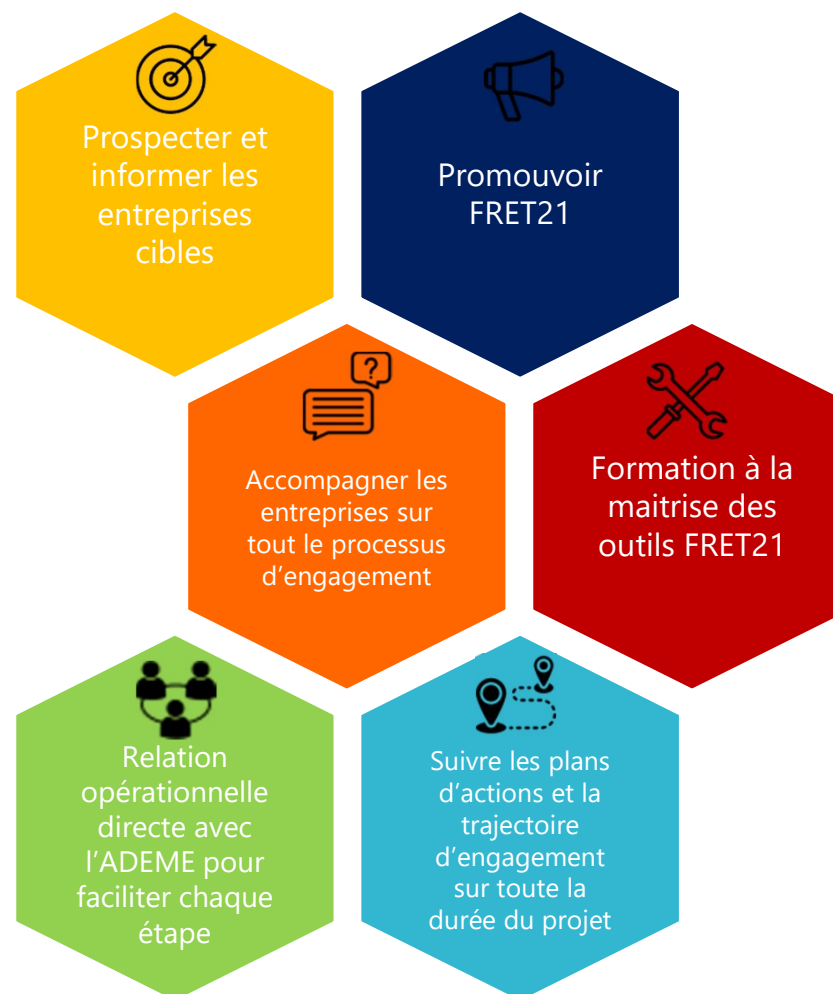 Prospecter et
informer les
entreprises
cibles
Promouvoir
FRET21
?
Accompagner les
entreprises sur
tout le processus
d’engagement
Formation à la
maitrise des
outils FRET21
Relation
opérationnelle
directe avec
l’ADEME pour
faciliter chaque
étape
Suivre les plans
d’actions et la
trajectoire
d’engagement
sur toute la
durée du projet